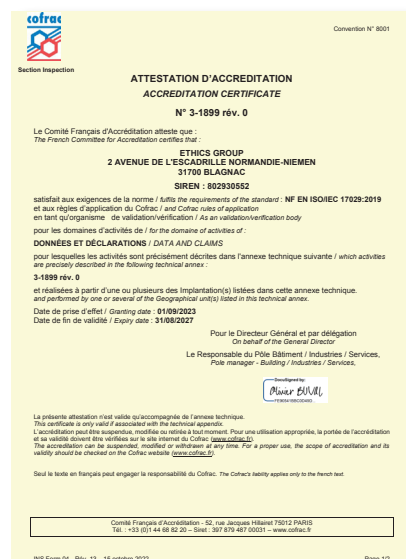 cofrac
Convention N° 8001
Section Inspection
ATTESTATION D'ACCREDITATION
ACCREDITATION CERTIFICATE
N° 3-1899 rév. 0
Le Comité Français d'Accréditation atteste que :
The French Committee for Accreditation certifies that :
ETHICS GROUP
2 AVENUE DE L'ESCADRILLE NORMANDIE-NIEMEN
31700 BLAGNAC
SIREN : 802930552
satisfait aux exigences de la norme / fulfils the requirements of the standard : NF EN ISO/IEC 17029:2019
et aux règles d'application du Cofrac / and Cofrac rules of application
en tant qu'organisme de validation/vérification / As an validation/verification body
pour les domaines d'activités de / for the domains of activities of :
DONNÉES ET DÉCLARATIONS / DATA AND CLAIMS
pour lesquelles les activités sont précisément décrites dans l'annexe technique suivante / which activities
are precisely described in the following technical annex :
3-1899 rév. 0
et réalisées à partir d'une ou plusieurs des Implantation(s) listées dans cette annexe technique.
and performed by one or several of the Geographical unit(s) listed in this technical annex.
Date de prise d'effet / Granting date : 01/09/2023
Date de fin de validité / Expiry date : 31/08/2027
Pour le Directeur Général et par délégation
On behalf of the General Director
Le Responsable du Pôle Bâtiment / Industries / Services,
Pole manager - Building / Industries / Services,
DocuSigned by:
Olivier BUVAL
La présente attestation n'est valide qu'accompagnée de l'annexe technique.
This certificate is only valid if associated with the technical appendix.
L'accréditation peut être suspendue, modifiée ou retirée à tout moment. Pour une utilisation appropriée, la portée de l'accréditation
et sa validité doivent être vérifiées sur le site internet du Cofrac (www.cofrac.fr).
The accreditation can be suspended, modified or withdrawn at any time. For a proper use, the scope of accreditation and its
validity should be checked on the Cofrac website (www.cofrac.fr).
Seul le texte en français peut engager la responsabilité du Cofrac. The Cofrac's liability applies only to the french text.
Comité Français d'Accréditation - 52, rue Jacques Hillairet 75012 PARIS
Tél. : +33 (0)1 44 68 82 20 – Siret : 397 879 487 00031 – www.cofrac.fr
INS Form 04 - Rév. 13 - 15 octobre 2022
Page 1/2